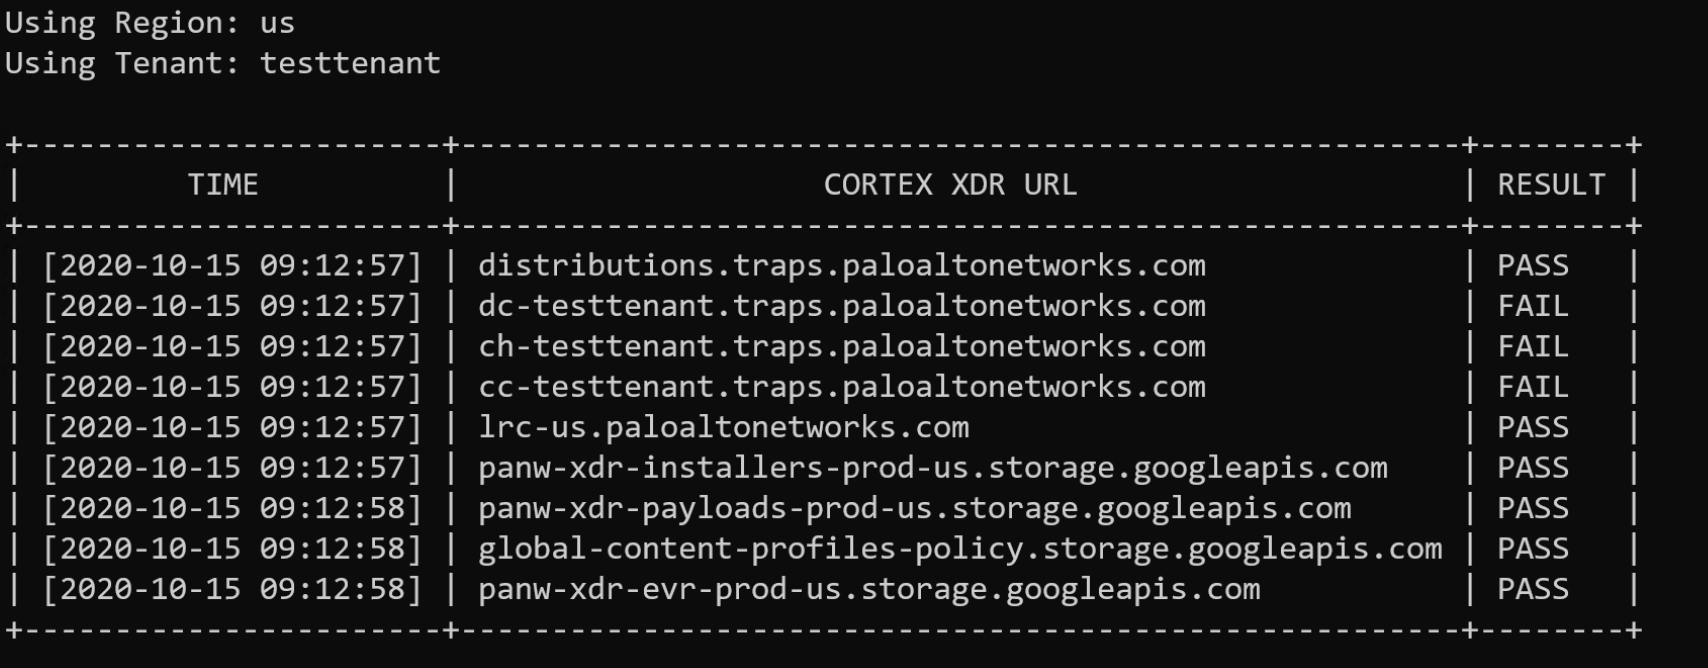 Using Region: us
Using Tenant: testtenant
+-----------------------+-------------------------------------------------------+--------+
|         TIME          |                    CORTEX XDR URL                     | RESULT |
+-----------------------+-------------------------------------------------------+--------+
| [2020-10-15 09:12:57] | distributions.traps.paloaltonetworks.com              | PASS   |
| [2020-10-15 09:12:57] | dc-testtenant.traps.paloaltonetworks.com              | FAIL   |
| [2020-10-15 09:12:57] | ch-testtenant.traps.paloaltonetworks.com              | FAIL   |
| [2020-10-15 09:12:57] | cc-testtenant.traps.paloaltonetworks.com              | FAIL   |
| [2020-10-15 09:12:57] | lrc-us.paloaltonetworks.com                           | PASS   |
| [2020-10-15 09:12:57] | panw-xdr-installers-prod-us.storage.googleapis.com    | PASS   |
| [2020-10-15 09:12:58] | panw-xdr-payloads-prod-us.storage.googleapis.com      | PASS   |
| [2020-10-15 09:12:58] | global-content-profiles-policy.storage.googleapis.com | PASS   |
| [2020-10-15 09:12:58] | panw-xdr-evr-prod-us.storage.googleapis.com           | PASS   |
+-----------------------+-------------------------------------------------------+--------+